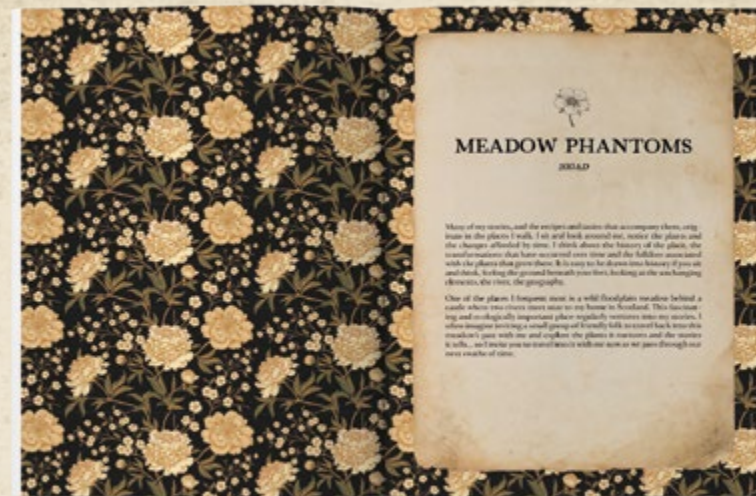 MEADOW PHANTOMS
200AD
Many of my stories, and the recipes and tastes that accompany them, orig-
inate in the places I walk. I sit and look around me, notice the plants and
the changes afforded by time. I think about the history of the place, the
transformations that have occurred over time and the folklore associated
with the plants that grow there. It is easy to be drawn into history if you sit
and think, feeling the ground beneath your feet, looking at the unchanging
elements, the river, the geography.
One of the places I frequent most is a wild floodplain meadow behind a
castle where two rivers meet near to my home in Scotland. This fascinat-
ing and ecologically important place regularly ventures into my stories. I
often imagine inviting a small group of friendly folk to travel back into this
meadow's past with me and explore the plants it nurtures and the stories
it tells... so I invite you to travel into it with me now as we pass through our
next swathe of time.